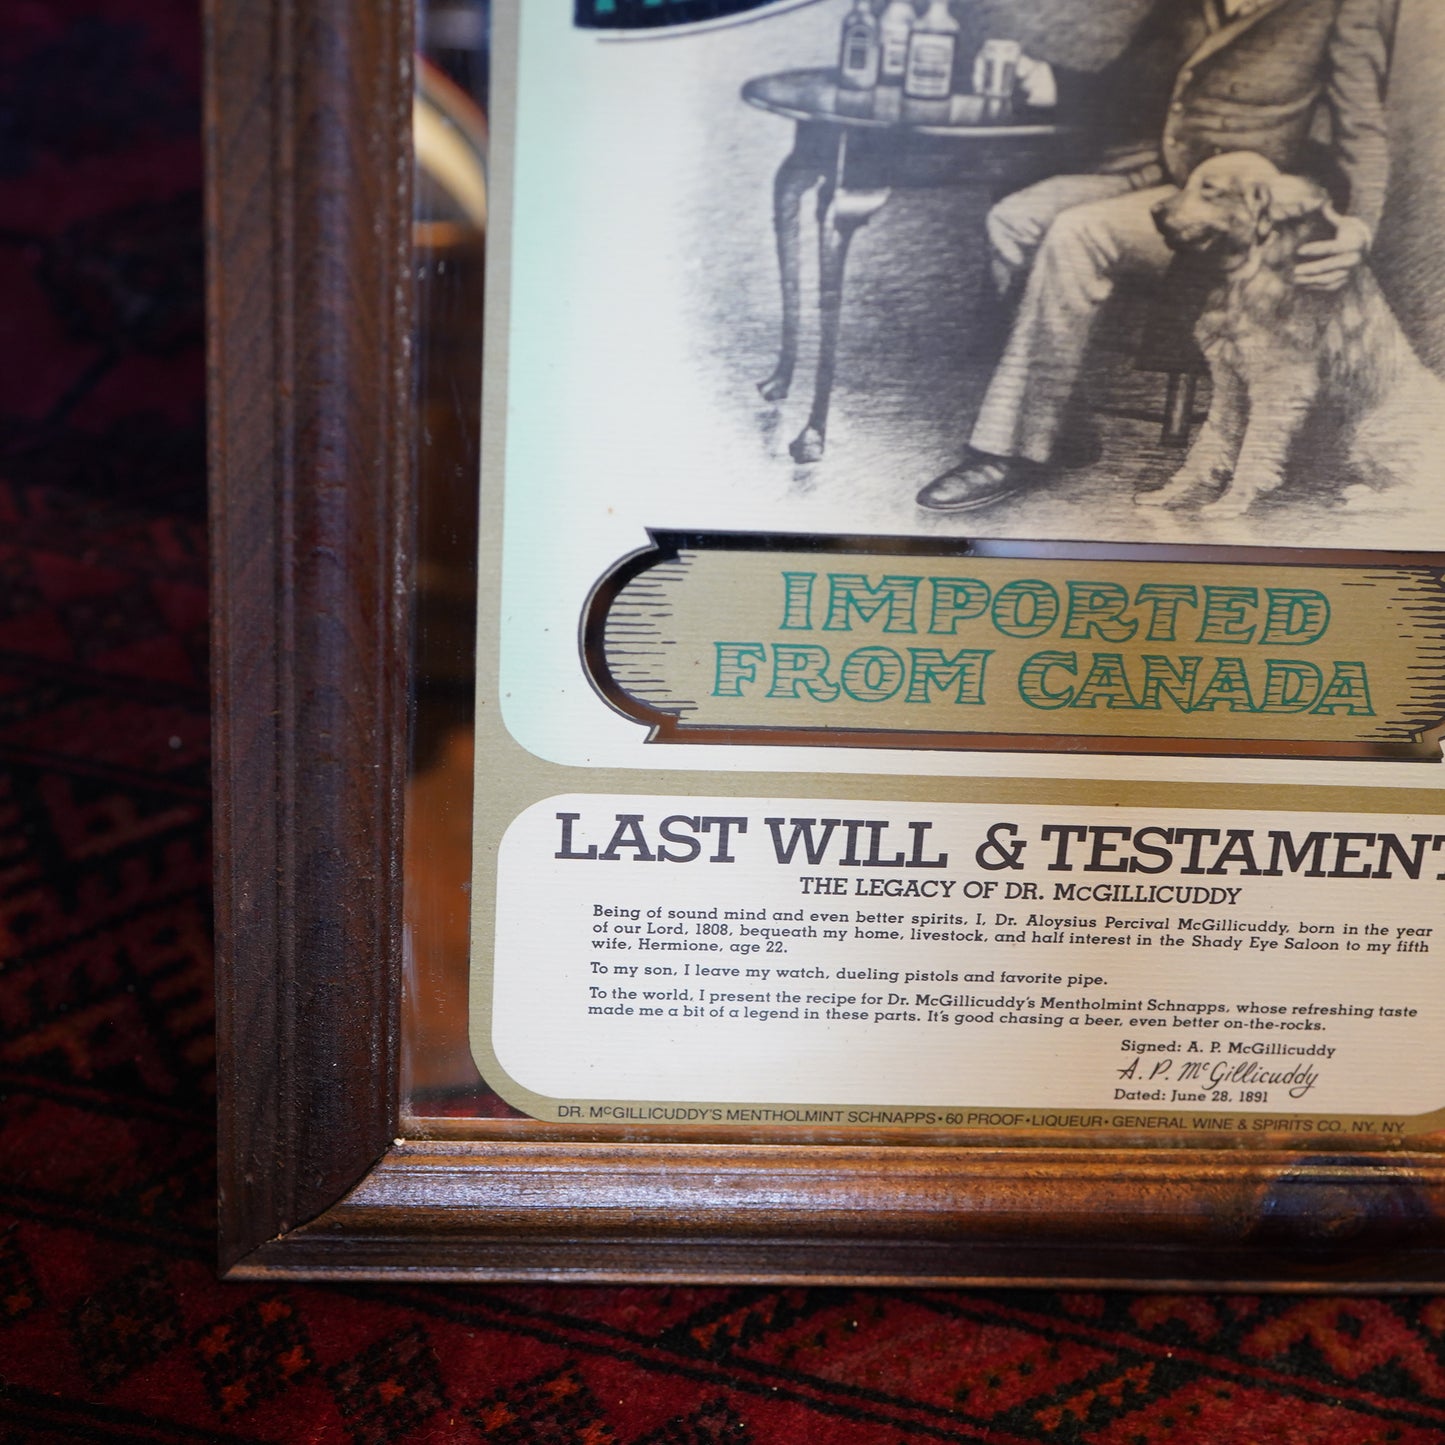 IMPORTED
FROM CANADA
LAST WILL & TESTAMENT
THE LEGACY OF DR. McGILLICUDDY
Being of sound mind and even better spirits, I, Dr. Aloysius Percival McGillicuddy, born in the year
of our Lord, 1808, bequeath my home, livestock, and half interest in the Shady Eye Saloon to my fifth
wife, Hermione, age 22.
To my son, I leave my watch, dueling pistols and favorite pipe.
To the world, I present the recipe for Dr. McGillicuddy's Mentholmint Schnapps, whose refreshing taste
made me a bit of a legend in these parts. It's good chasing a beer, even better on-the-rocks.
Signed: A. P. McGillicuddy
A. P. McGillicuddy
Dated: June 28, 1891
DR. McGILLICUDDY'S MENTHOLMINT SCHNAPPS • 60 PROOF • LIQUEUR • GENERAL WINE & SPIRITS CO., NY, NY